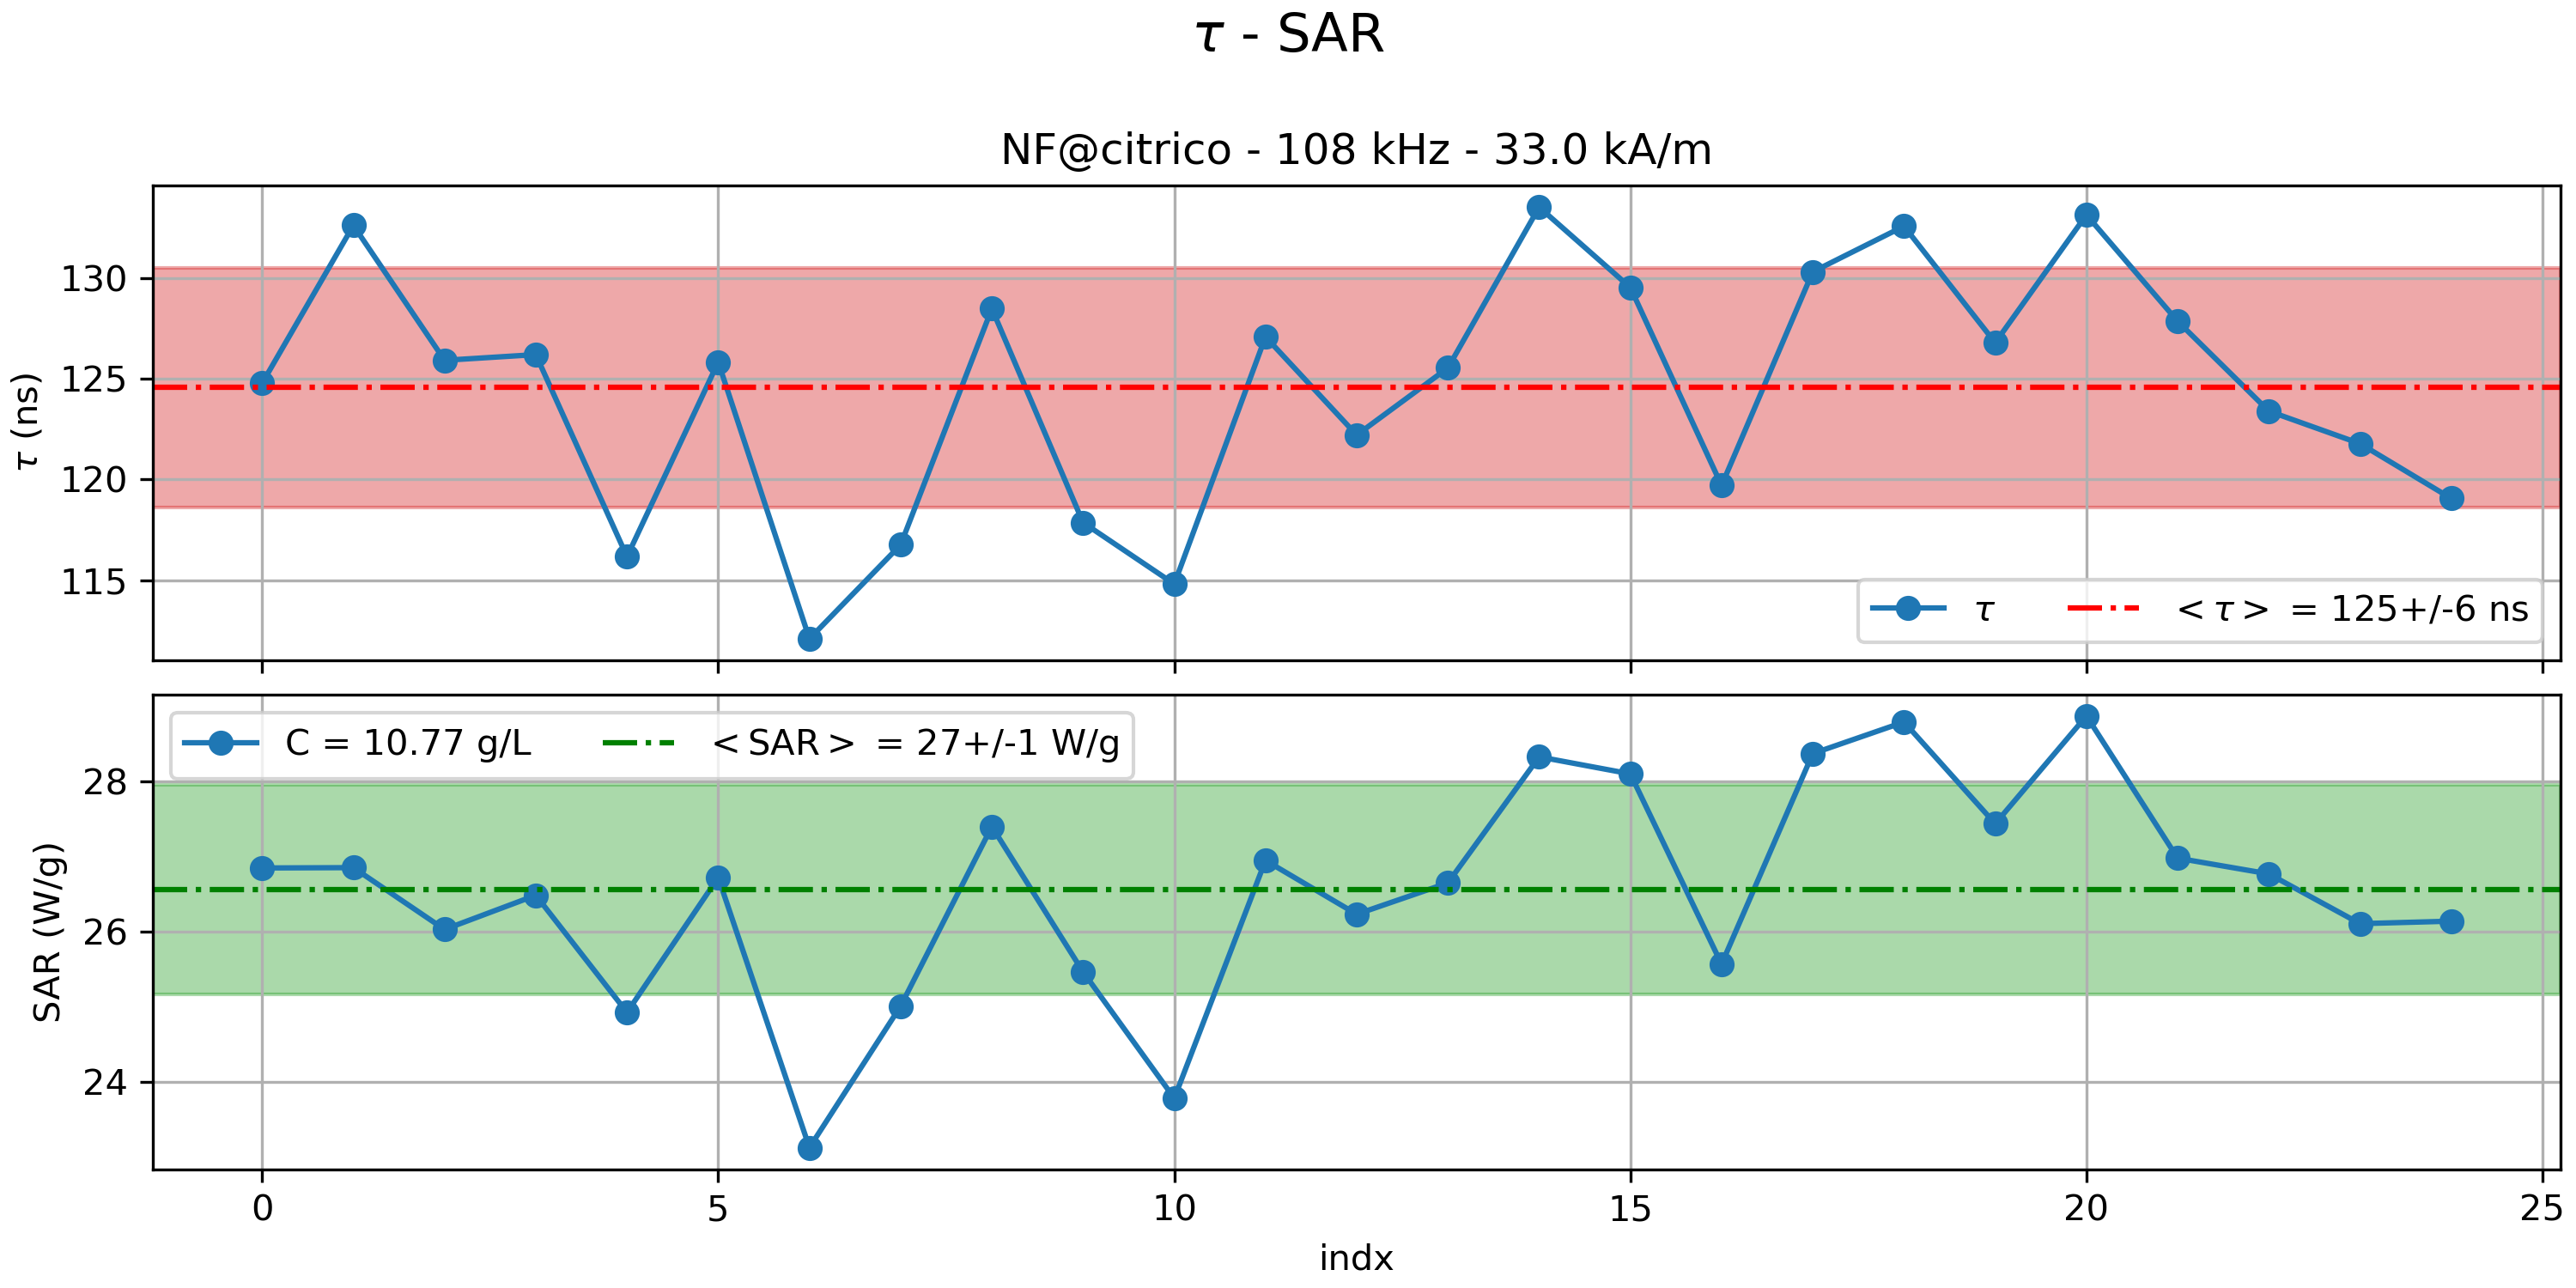 τ - SAR
NF@citrico - 108 kHz - 33.0 kA/m
130
125
120
115
τ (ns)
τ
<τ> = 125+/-6 ns
C = 10.77 g/L
<SAR> = 27+/-1 W/g
28
26
24
SAR (W/g)
0 5 10 15 20 25
indx